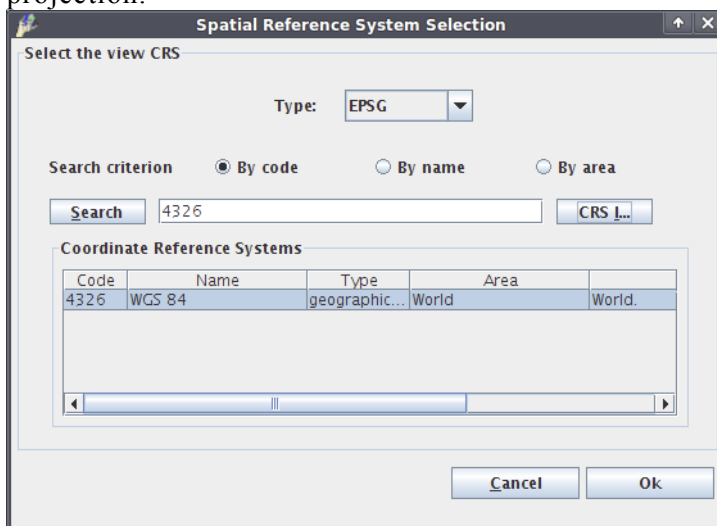 projection.
Spatial Reference System Selection
Select the view CRS
Type: EPSG
Search criterion By code By name By area
Search 4326 CRS I...
Coordinate Reference Systems
Code Name Type Area
4326 WGS 84 geographic... World World.
Cancel Ok